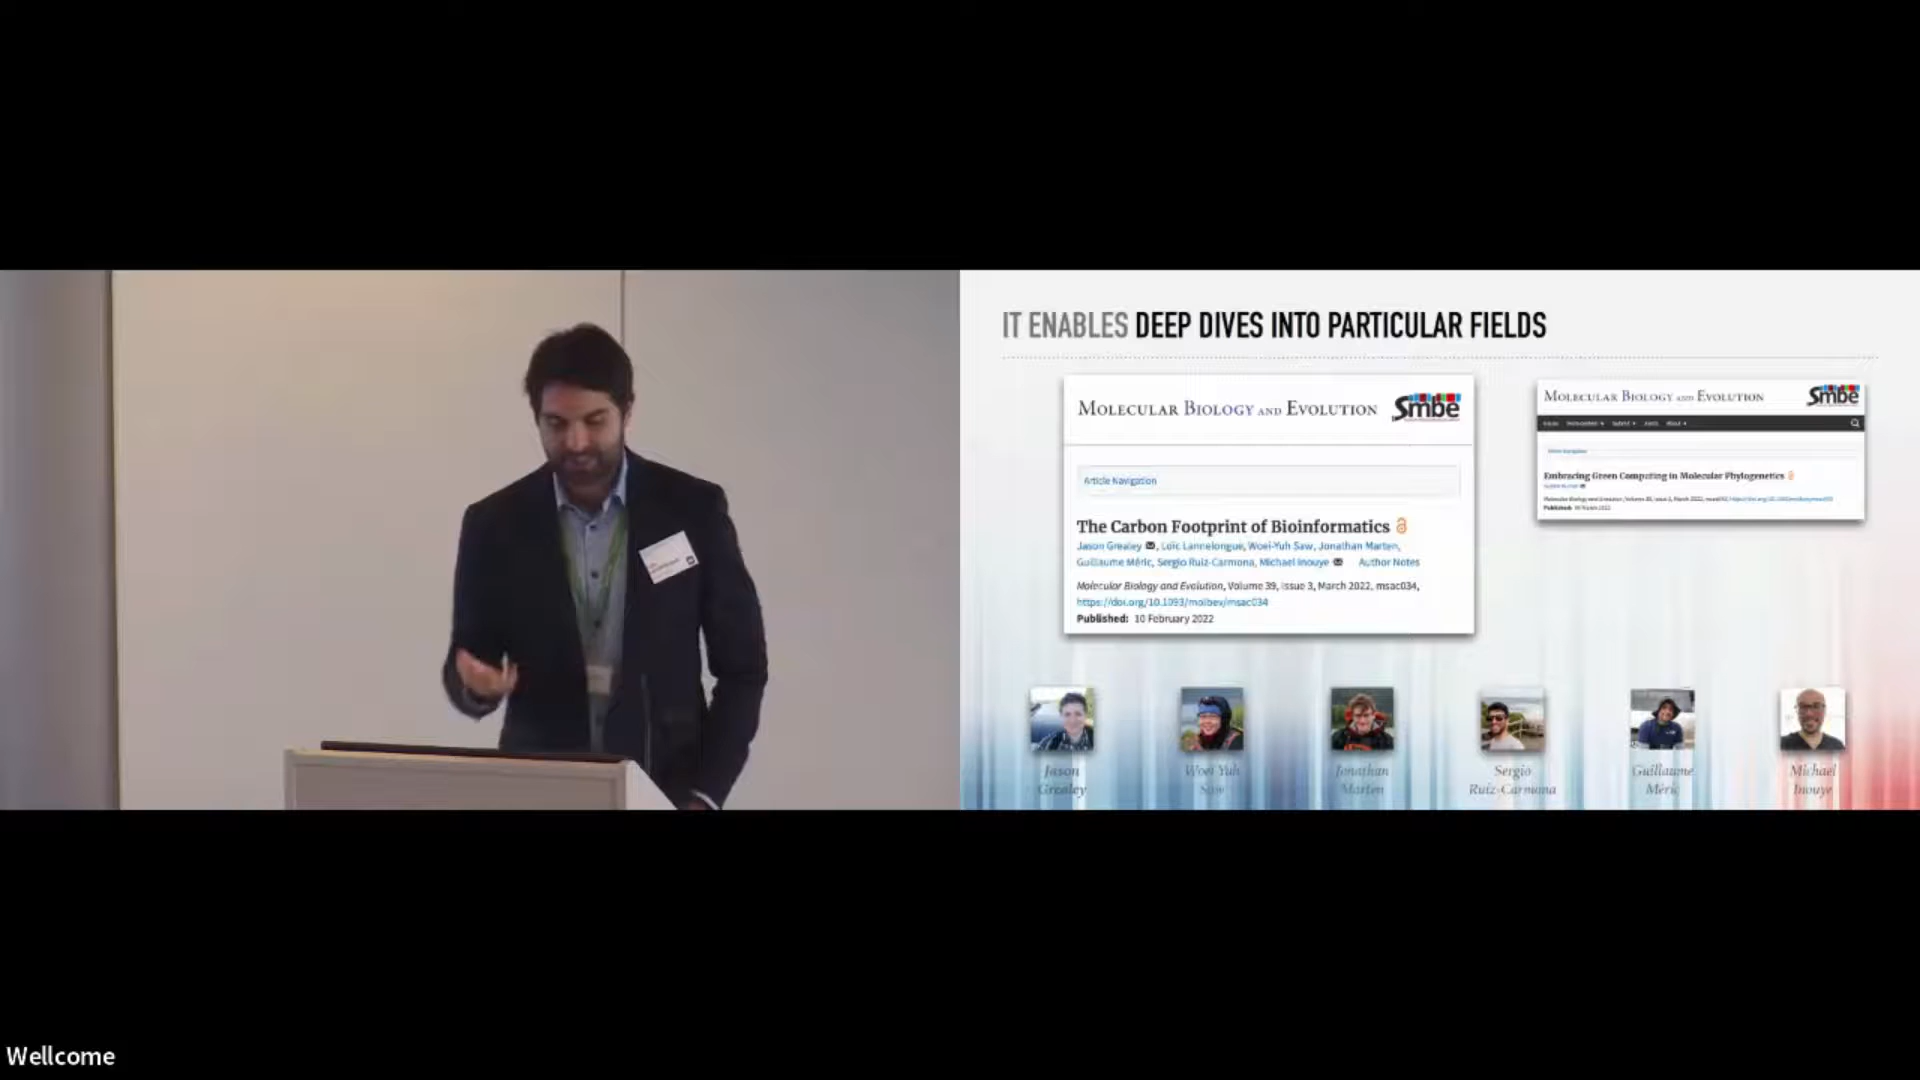 IT ENABLES DEEP DIVES INTO PARTICULAR FIELDS
MOLECULAR BIOLOGY AND EVOLUTION
Smbe
Article Navigation
The Carbon Footprint of Bioinformatics
Jason Grealey, Loïc Lannelongue, Woei-Yuh Saw, Jonathan Marten,
Guillaume Méric, Sergio Ruiz-Carmona, Michael Inouye Author Notes
Molecular Biology and Evolution, Volume 39, Issue 3, March 2022, msac034,
https://doi.org/10.1093/molbev/msac034
Published: 10 February 2022
MOLECULAR BIOLOGY AND EVOLUTION
Smbe
Embracing Green Computing in Molecular Phylogenetics
Published:
Jason
Grealey
Woei Yuh
Saw
Jonathan
Marten
Sergio
Ruiz-Carmona
Guillaume
Méric
Michael
Inouye
Wellcome